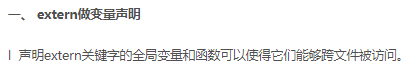 一、 extern做变量声明
l 声明extern关键字的全局变量和函数可以使得它们能够跨文件被访问。